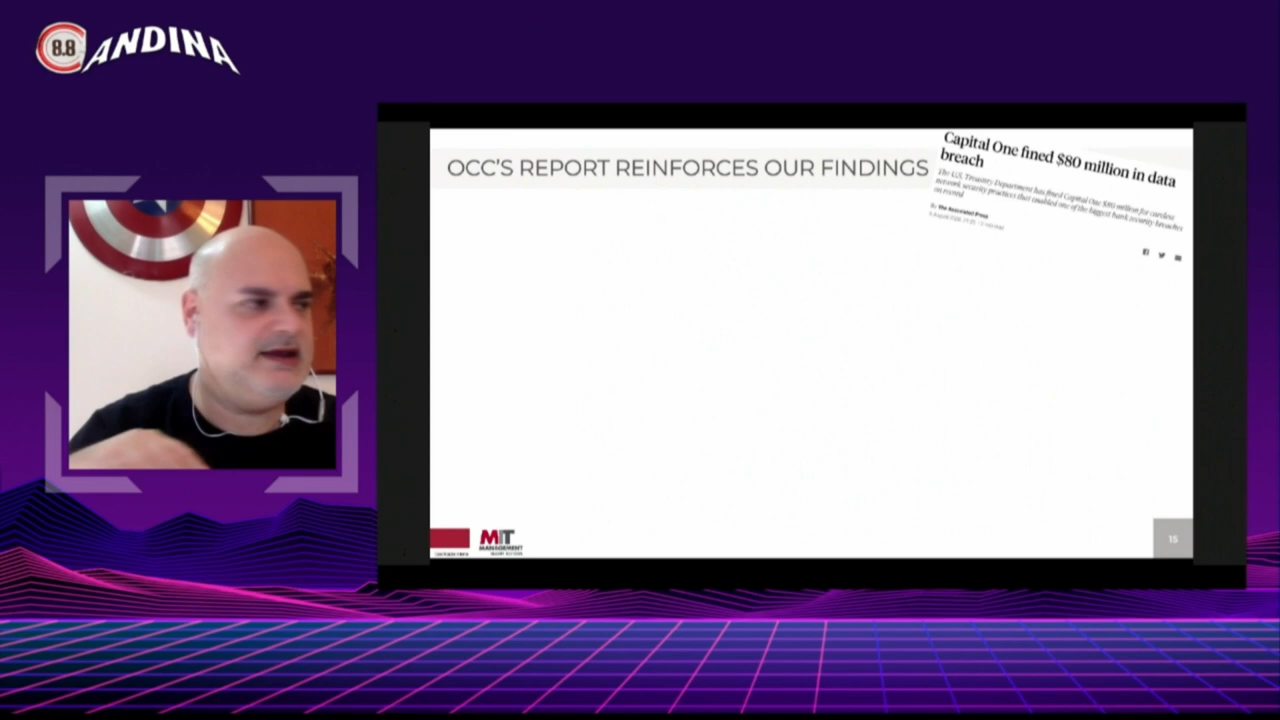 8.8 ANDINA
OCC'S REPORT REINFORCES OUR FINDINGS
Capital One fined $80 million in data
breach
The U.S. Treasury Department has fined Capital One $80 million for careless
network security practices that enabled one of the biggest bank security breaches
on record
By The Associated Press
MIT
MANAGEMENT
15